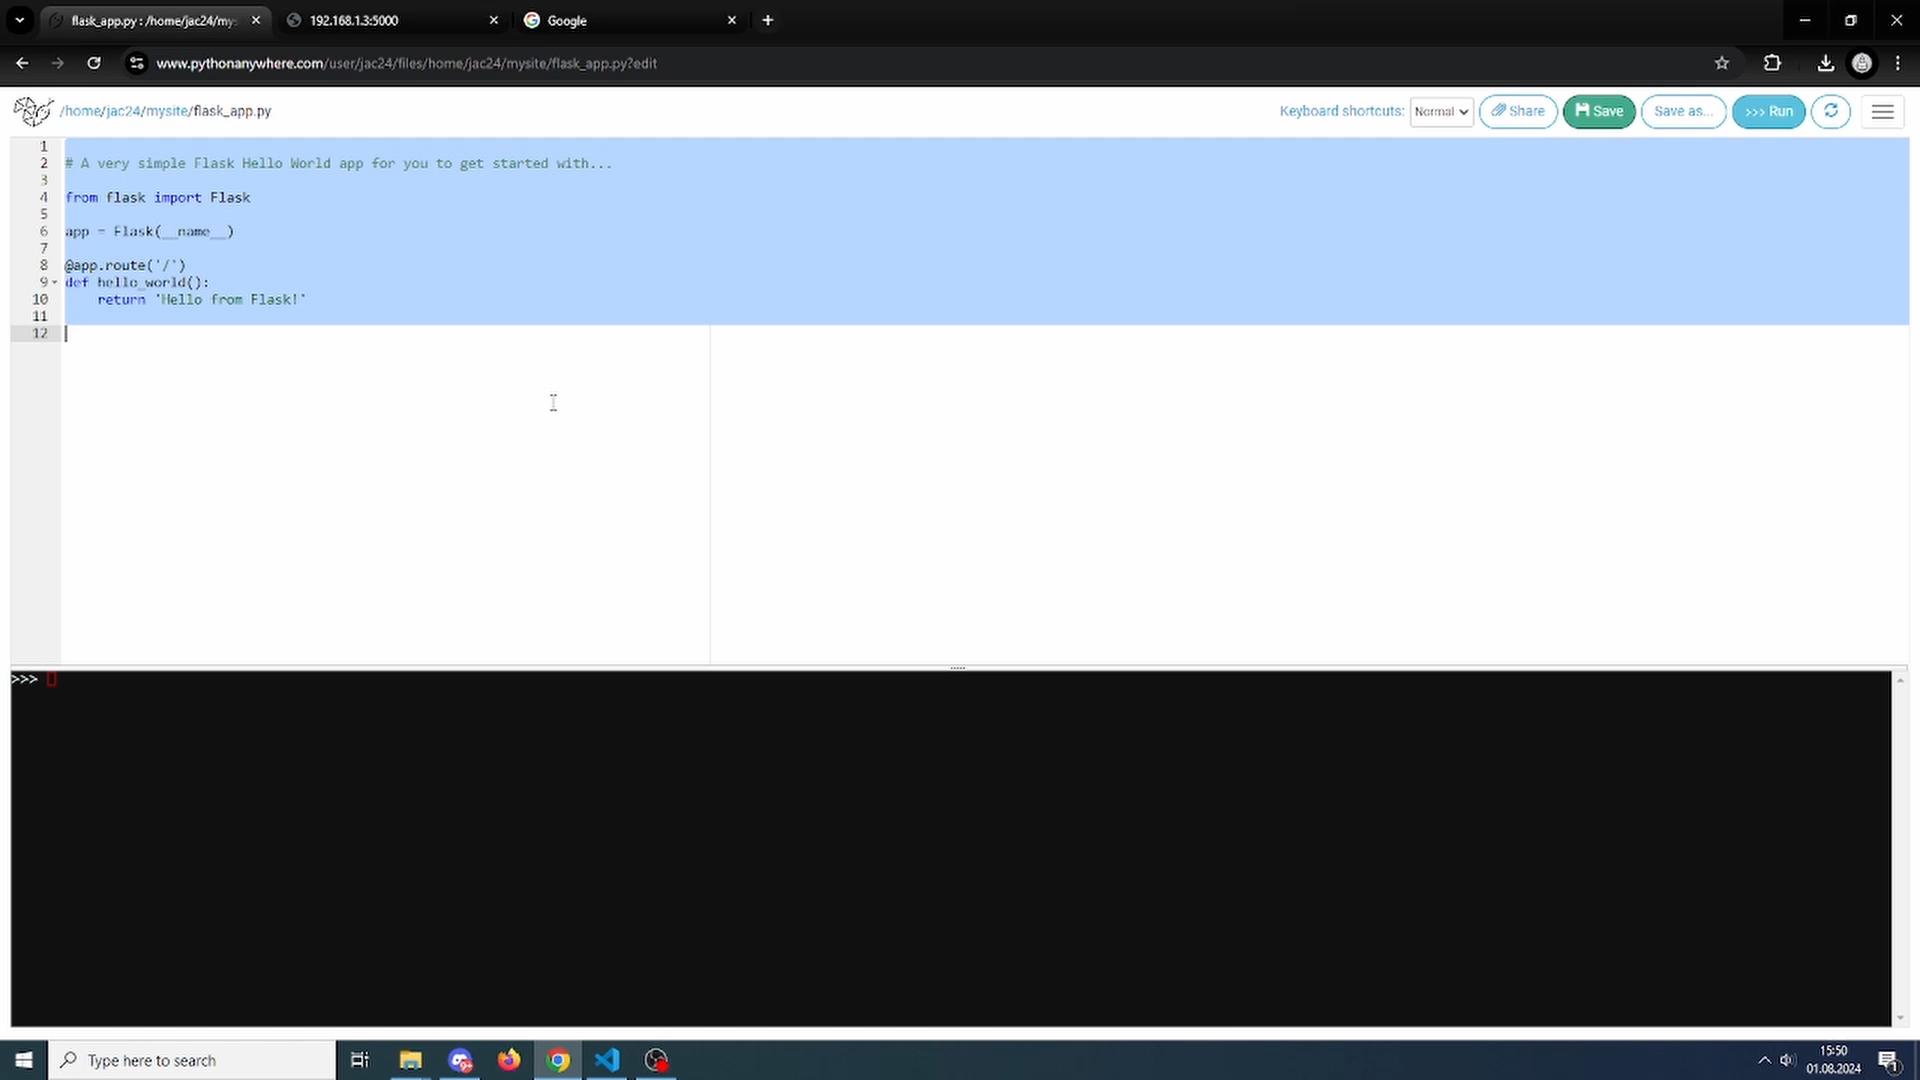 flask_app.py : /home/jac24/mys
192.168.1.3:5000
Google
www.pythonanywhere.com/user/jac24/files/home/jac24/mysite/flask_app.py?edit
/home/jac24/mysite/flask_app.py
Keyboard shortcuts:
Normal
Share
Save
Save as...
>>> Run
1
2 # A very simple Flask Hello World app for you to get started with...
3
4 from flask import Flask
5
6 app = Flask(__name__)
7
8 @app.route('/')
9 def hello_world():
10 return 'Hello from Flask!'
11
12
>>>
Type here to search
9+
15:50
01.08.2024
1